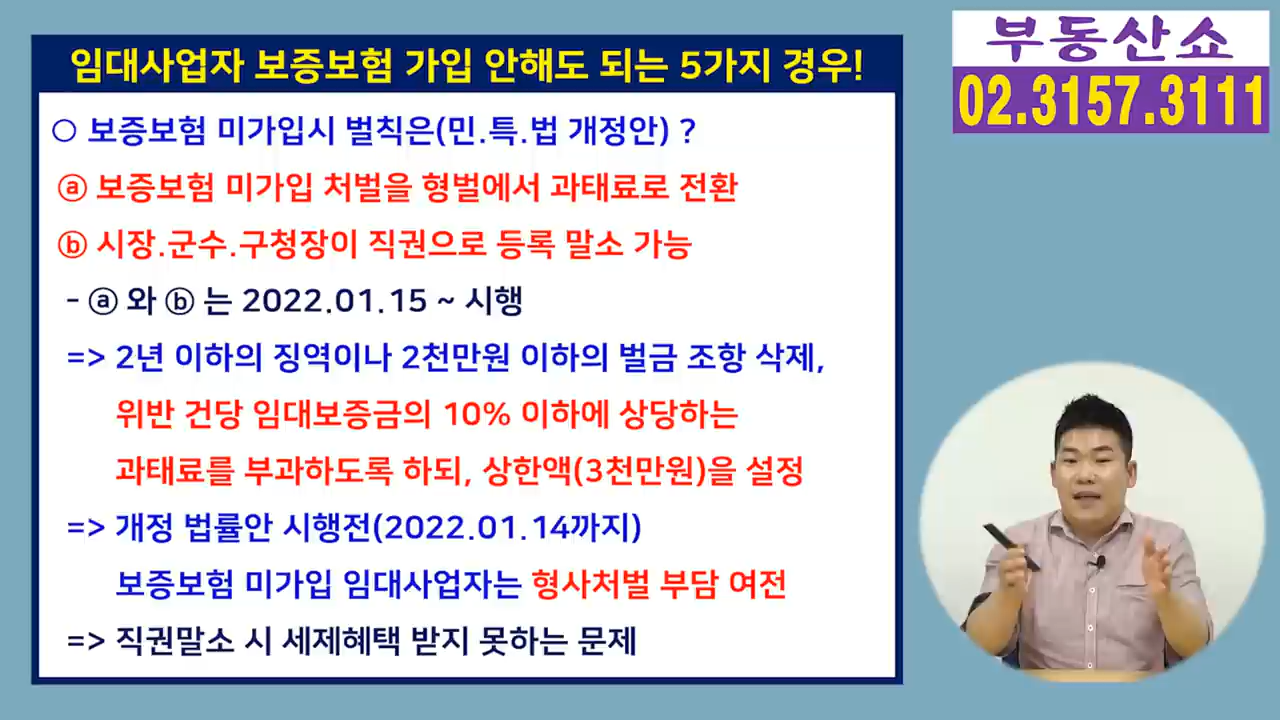 임대사업자 보증보험 가입 안해도 되는 5가지 경우!
부동산쇼
02.3157.3111
○ 보증보험 미가입시 벌칙은(민.특.법 개정안) ?
ⓐ 보증보험 미가입 처벌을 형벌에서 과태료로 전환
ⓑ 시장.군수.구청장이 직권으로 등록 말소 가능
- ⓐ 와 ⓑ 는 2022.01.15 ~ 시행
=> 2년 이하의 징역이나 2천만원 이하의 벌금 조항 삭제,
위반 건당 임대보증금의 10% 이하에 상당하는
과태료를 부과하도록 하되, 상한액(3천만원)을 설정
=> 개정 법률안 시행전(2022.01.14까지)
보증보험 미가입 임대사업자는 형사처벌 부담 여전
=> 직권말소 시 세제혜택 받지 못하는 문제